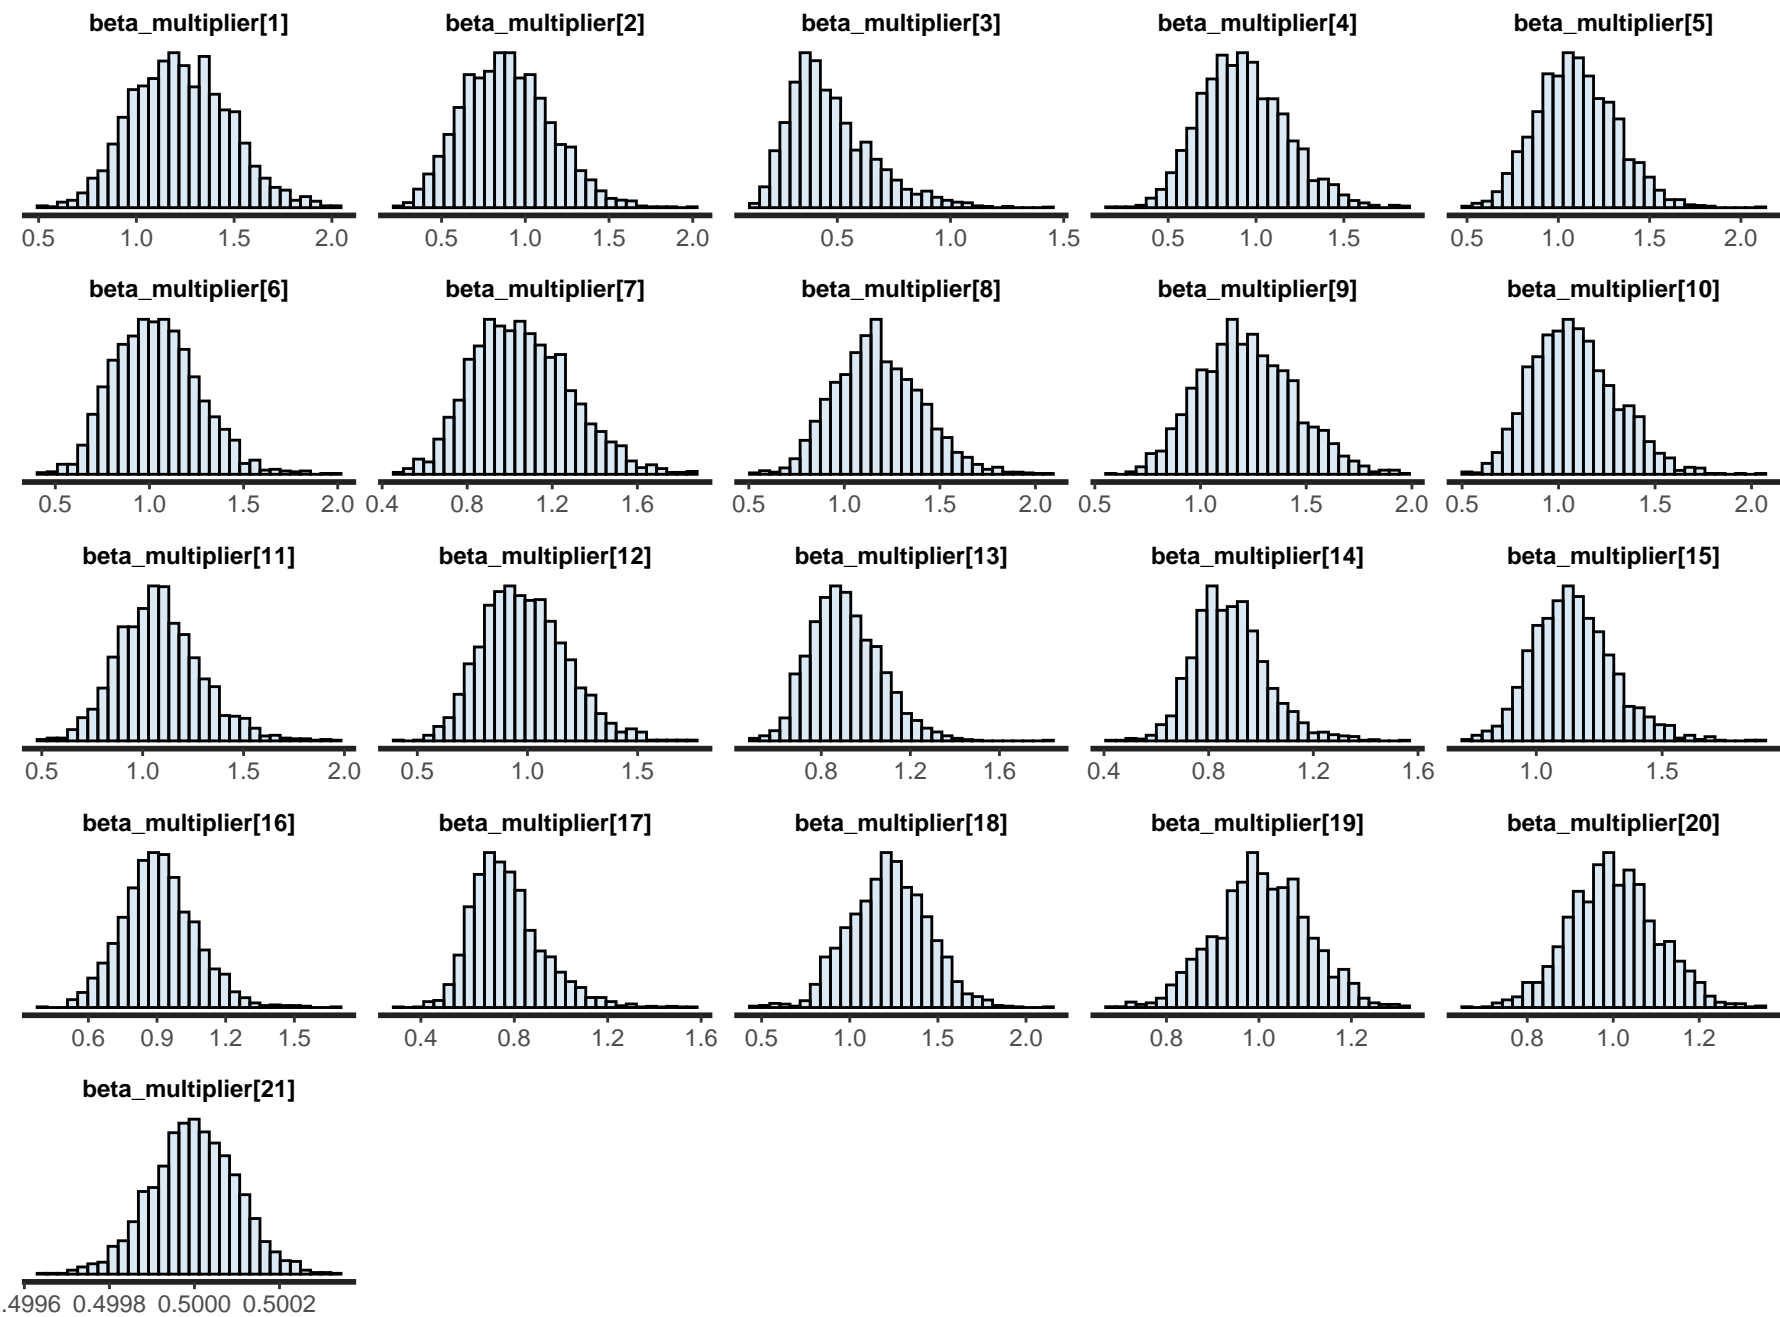 beta_multiplier[1] beta_multiplier[2] beta_multiplier[3] beta_multiplier[4] beta_multiplier[5]
0.5 1.0 1.5 2.0 0.5 1.0 1.5 2.0 0.5 1.0 1.5 0.5 1.0 1.5 0.5 1.0 1.5 2.0
beta_multiplier[6] beta_multiplier[7] beta_multiplier[8] beta_multiplier[9] beta_multiplier[10]
0.5 1.0 1.5 2.0 0.4 0.8 1.2 1.6 0.5 1.0 1.5 2.0 0.5 1.0 1.5 2.0 0.5 1.0 1.5 2.0
beta_multiplier[11] beta_multiplier[12] beta_multiplier[13] beta_multiplier[14] beta_multiplier[15]
0.5 1.0 1.5 2.0 0.5 1.0 1.5 0.8 1.2 1.6 0.4 0.8 1.2 1.6 1.0 1.5
beta_multiplier[16] beta_multiplier[17] beta_multiplier[18] beta_multiplier[19] beta_multiplier[20]
0.6 0.9 1.2 1.5 0.4 0.8 1.2 1.6 0.5 1.0 1.5 2.0 0.8 1.0 1.2 0.8 1.0 1.2
beta_multiplier[21]
.4996 0.4998 0.5000 0.5002